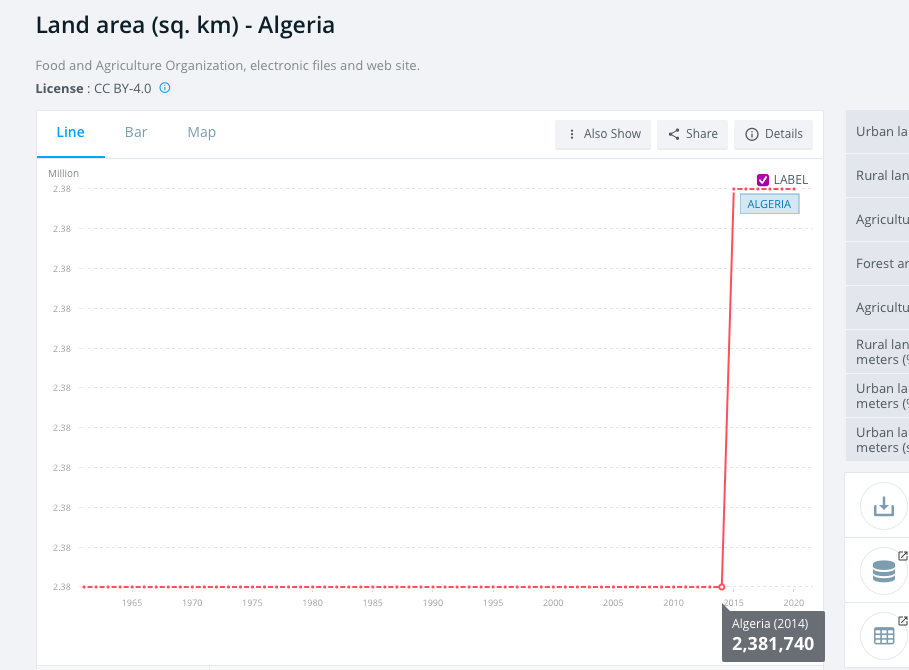 Land area (sq. km) - Algeria
Food and Agriculture Organization, electronic files and web site.
License : CC BY-4.0
Line Bar Map Also Show Share Details
Million
LABEL
ALGERIA
2.38
2.38
2.38
2.38
2.38
2.38
2.38
2.38
2.38
2.38
2.38
1965 1970 1975 1980 1985 1990 1995 2000 2005 2010 2015 2020
Algeria (2014)
2,381,740
Urban la
Rural lan
Agricultu
Forest ar
Agricultu
Rural lan
meters (%
Urban la
meters (%
Urban la
meters (s